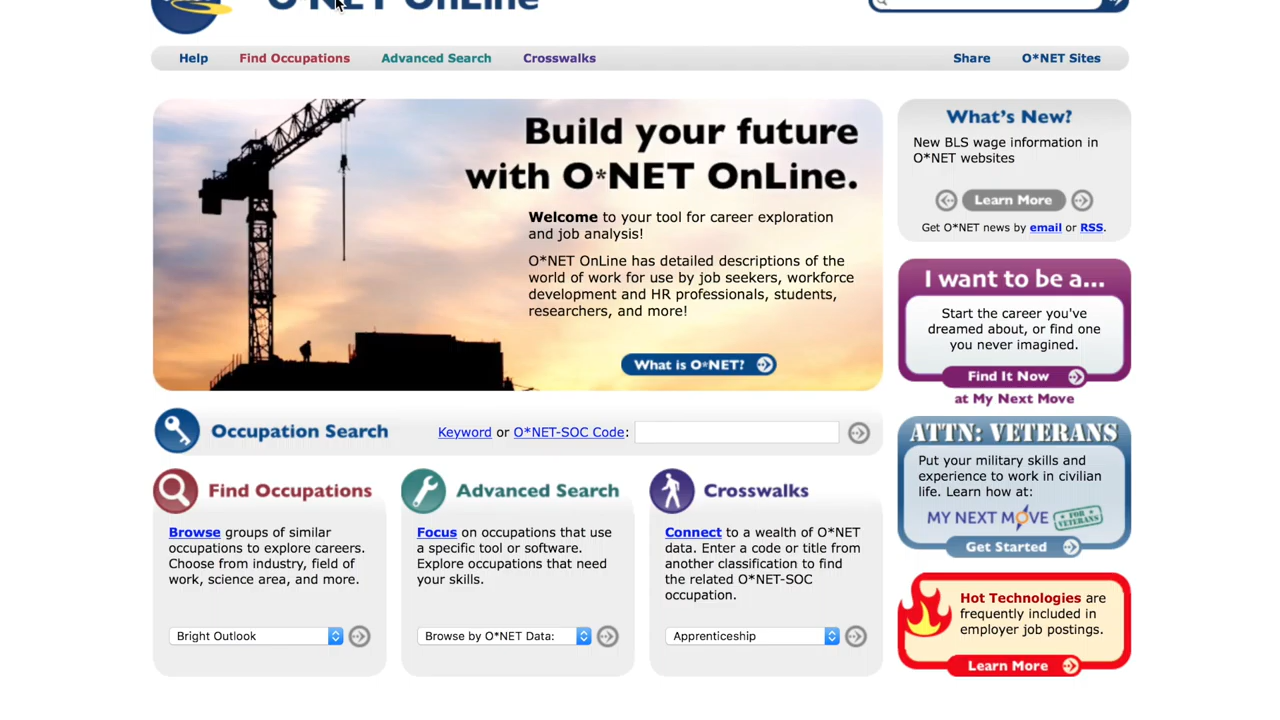 O*NET OnLine
Help
Find Occupations
Advanced Search
Crosswalks
Share
O*NET Sites
Build your future
with O*NET OnLine.
Welcome to your tool for career exploration
and job analysis!
O*NET OnLine has detailed descriptions of the
world of work for use by job seekers, workforce
development and HR professionals, students,
researchers, and more!
What is O*NET?
What's New?
New BLS wage information in
O*NET websites
Learn More
Get O*NET news by email or RSS.
I want to be a...
Start the career you've
dreamed about, or find one
you never imagined.
Find It Now
at My Next Move
ATTN: VETERANS
Put your military skills and
experience to work in civilian
life. Learn how at:
MY NEXT MOVE FOR VETERANS
Get Started
Hot Technologies are
frequently included in
employer job postings.
Learn More
Occupation Search
Keyword or O*NET-SOC Code:
Find Occupations
Browse groups of similar
occupations to explore careers.
Choose from industry, field of
work, science area, and more.
Bright Outlook
Advanced Search
Focus on occupations that use
a specific tool or software.
Explore occupations that need
your skills.
Browse by O*NET Data:
Crosswalks
Connect to a wealth of O*NET
data. Enter a code or title from
another classification to find
the related O*NET-SOC
occupation.
Apprenticeship